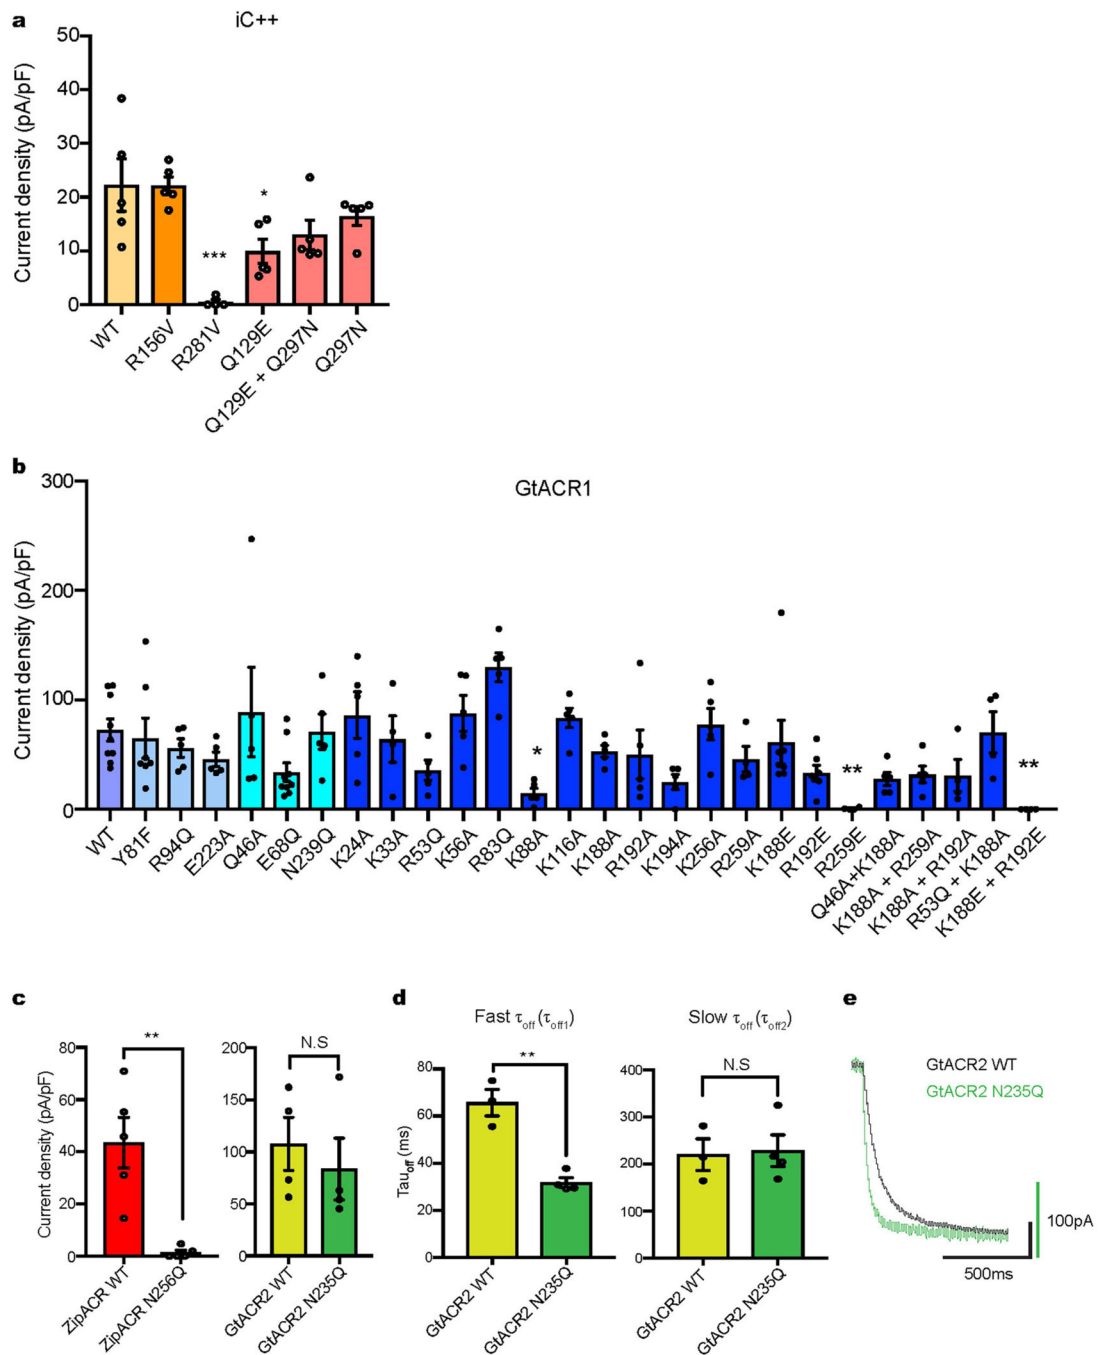 a
iC++
Current density (pA/pF)
50
40
30
20
10
0
***
*
WT
R156V
R281V
Q129E
Q129E + Q297N
Q297N
b
GtACR1
Current density (pA/pF)
300
200
100
0
*
**
**
WT
Y81F
R94Q
E223A
Q46A
E68Q
N239Q
K24A
K33A
R53Q
K56A
R83Q
K88A
K116A
K188A
R192A
K194A
K256A
R259A
K188E
R192E
R259E
Q46A+K188A
K188A + R259A
K188A + R192A
R53Q + K188A
K188E + R192E
c
Current density (pA/pF)
80
60
40
20
0
**
ZipACR WT
ZipACR N256Q
200
150
100
50
0
N.S
GtACR2 WT
GtACR2 N235Q
d
Fast τoff (τoff1)
Tauoff (ms)
80
60
40
20
0
**
GtACR2 WT
GtACR2 N235Q
Slow τoff (τoff2)
400
300
200
100
0
N.S
GtACR2 WT
GtACR2 N235Q
e
GtACR2 WT
GtACR2 N235Q
100pA
500ms